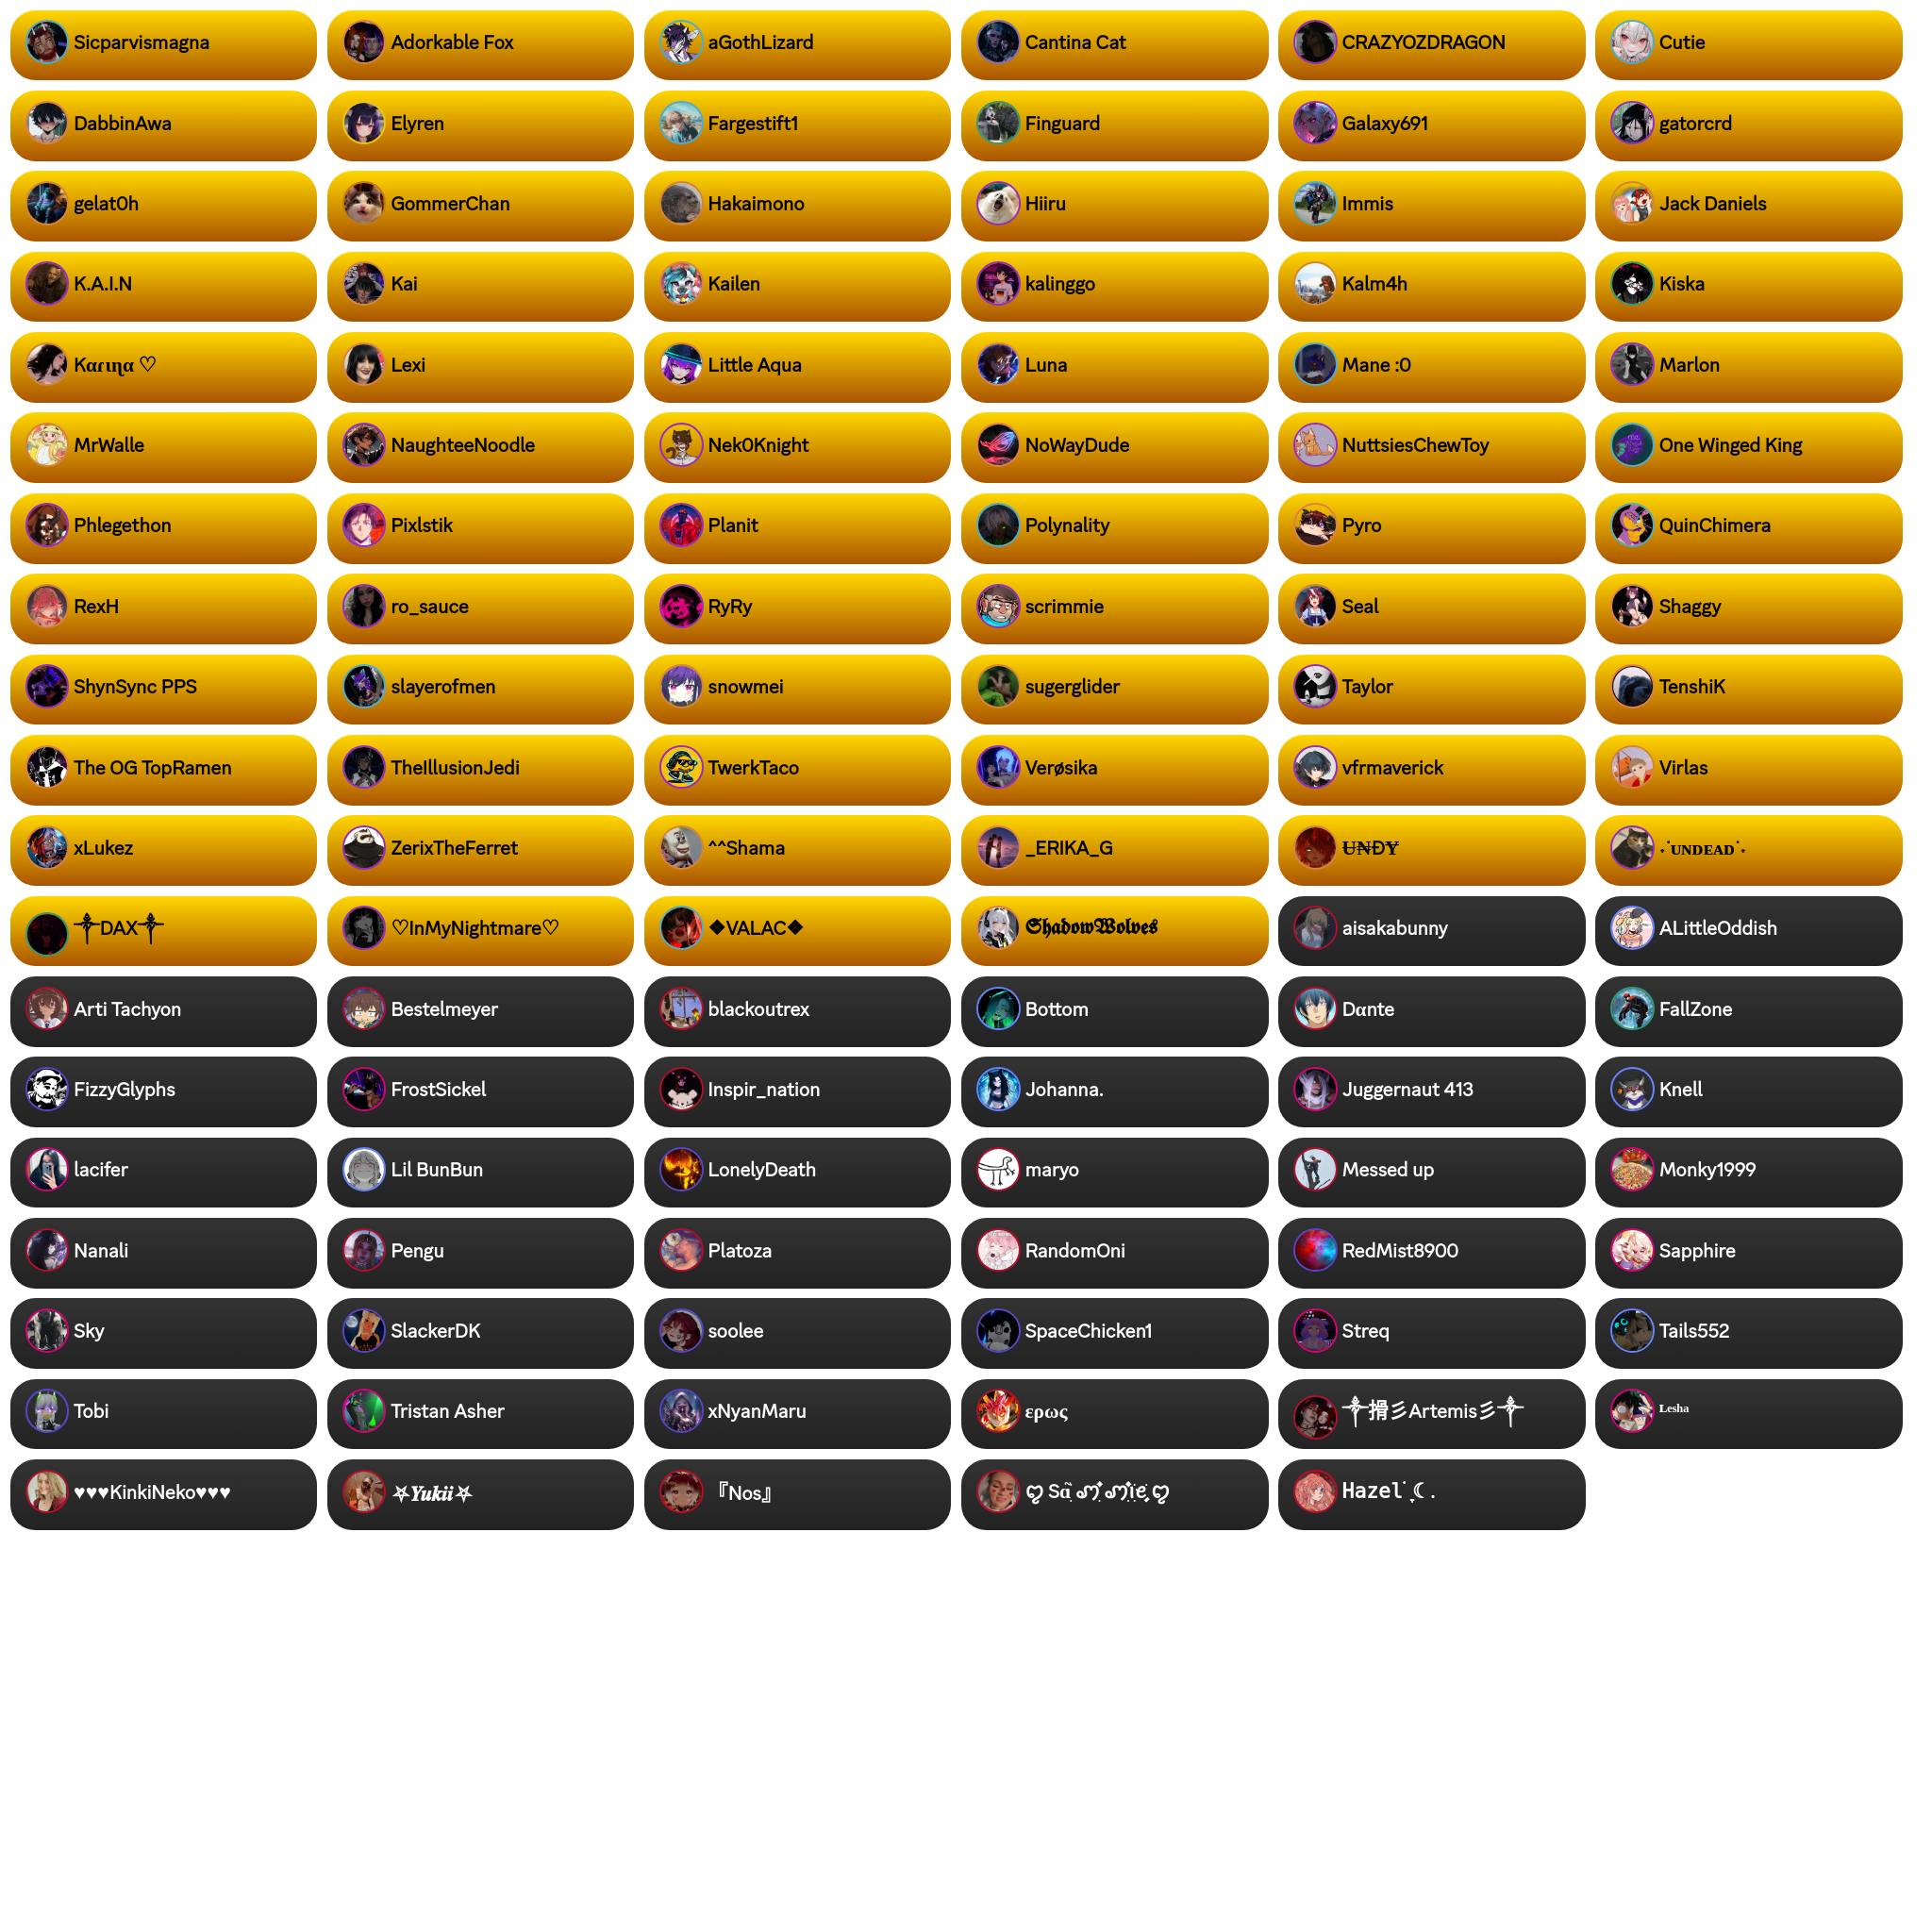 Sicparvismagna
Adorkable Fox
aGothLizard
Cantina Cat
CRAZYOZDRAGON
Cutie
DabbinAwa
Elyren
Fargestift1
Finguard
Galaxy691
gatorcrd
gelat0h
GommerChan
Hakaimono
Hiiru
Immis
Jack Daniels
K.A.I.N
Kai
Kailen
kalinggo
Kalm4h
Kiska
Kαɾιɳα ♡
Lexi
Little Aqua
Luna
Mane :0
Marlon
MrWalle
NaughteeNoodle
Nek0Knight
NoWayDude
NuttsiesChewToy
One Winged King
Phlegethon
Pixlstik
Planit
Polynality
Pyro
QuinChimera
RexH
ro_sauce
RyRy
scrimmie
Seal
Shaggy
ShynSync PPS
slayerofmen
snowmei
sugerglider
Taylor
TenshiK
The OG TopRamen
TheIllusionJedi
TwerkTaco
Verøsika
vfrmaverick
Virlas
xLukez
ZerixTheFerret
^^Shama
_ERIKA_G
U̶₦ĐɎ
˖˙ᴜɴᴅᴇᴀᴅ˙˖
༒DAX༒
♡InMyNightmare♡
❖VALAC❖
𝕾𝖍𝖆𝖉𝖔𝖜𝖂𝖔𝖑𝖛𝖊𝖘
aisakabunny
ALittleOddish
Arti Tachyon
Bestelmeyer
blackoutrex
Bottom
Dαnte
FallZone
FizzyGlyphs
FrostSickel
Inspir_nation
Johanna.
Juggernaut 413
Knell
lacifer
Lil BunBun
LonelyDeath
maryo
Messed up
Monky1999
Nanali
Pengu
Platoza
RandomOni
RedMist8900
Sapphire
Sky
SlackerDK
soolee
SpaceChicken1
Streq
Tails552
Tobi
Tristan Asher
xNyanMaru
ερως
༒搰彡Artemis彡༒
ᴸᵉˢʰᵃ
♥♥♥KinkiNeko♥♥♥
⛧𝒀𝒖𝒌𝒊𝒊⛧
『Nos』
𝙷𝚊𝚣𝚎𝚕˙̩̩☾.